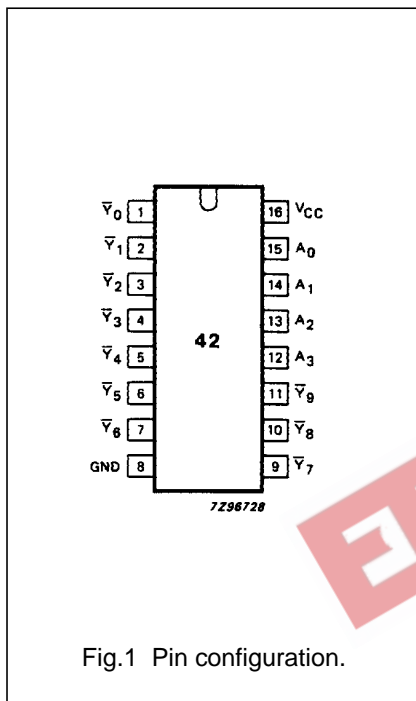 Y̅0 1 16 VCC
Y̅1 2 15 A0
Y̅2 3 14 A1
Y̅3 4 13 A2
42
Y̅4 5 12 A3
Y̅5 6 11 Y̅9
Y̅6 7 10 Y̅8
GND 8 9 Y̅7
7Z96728
Fig.1 Pin configuration.